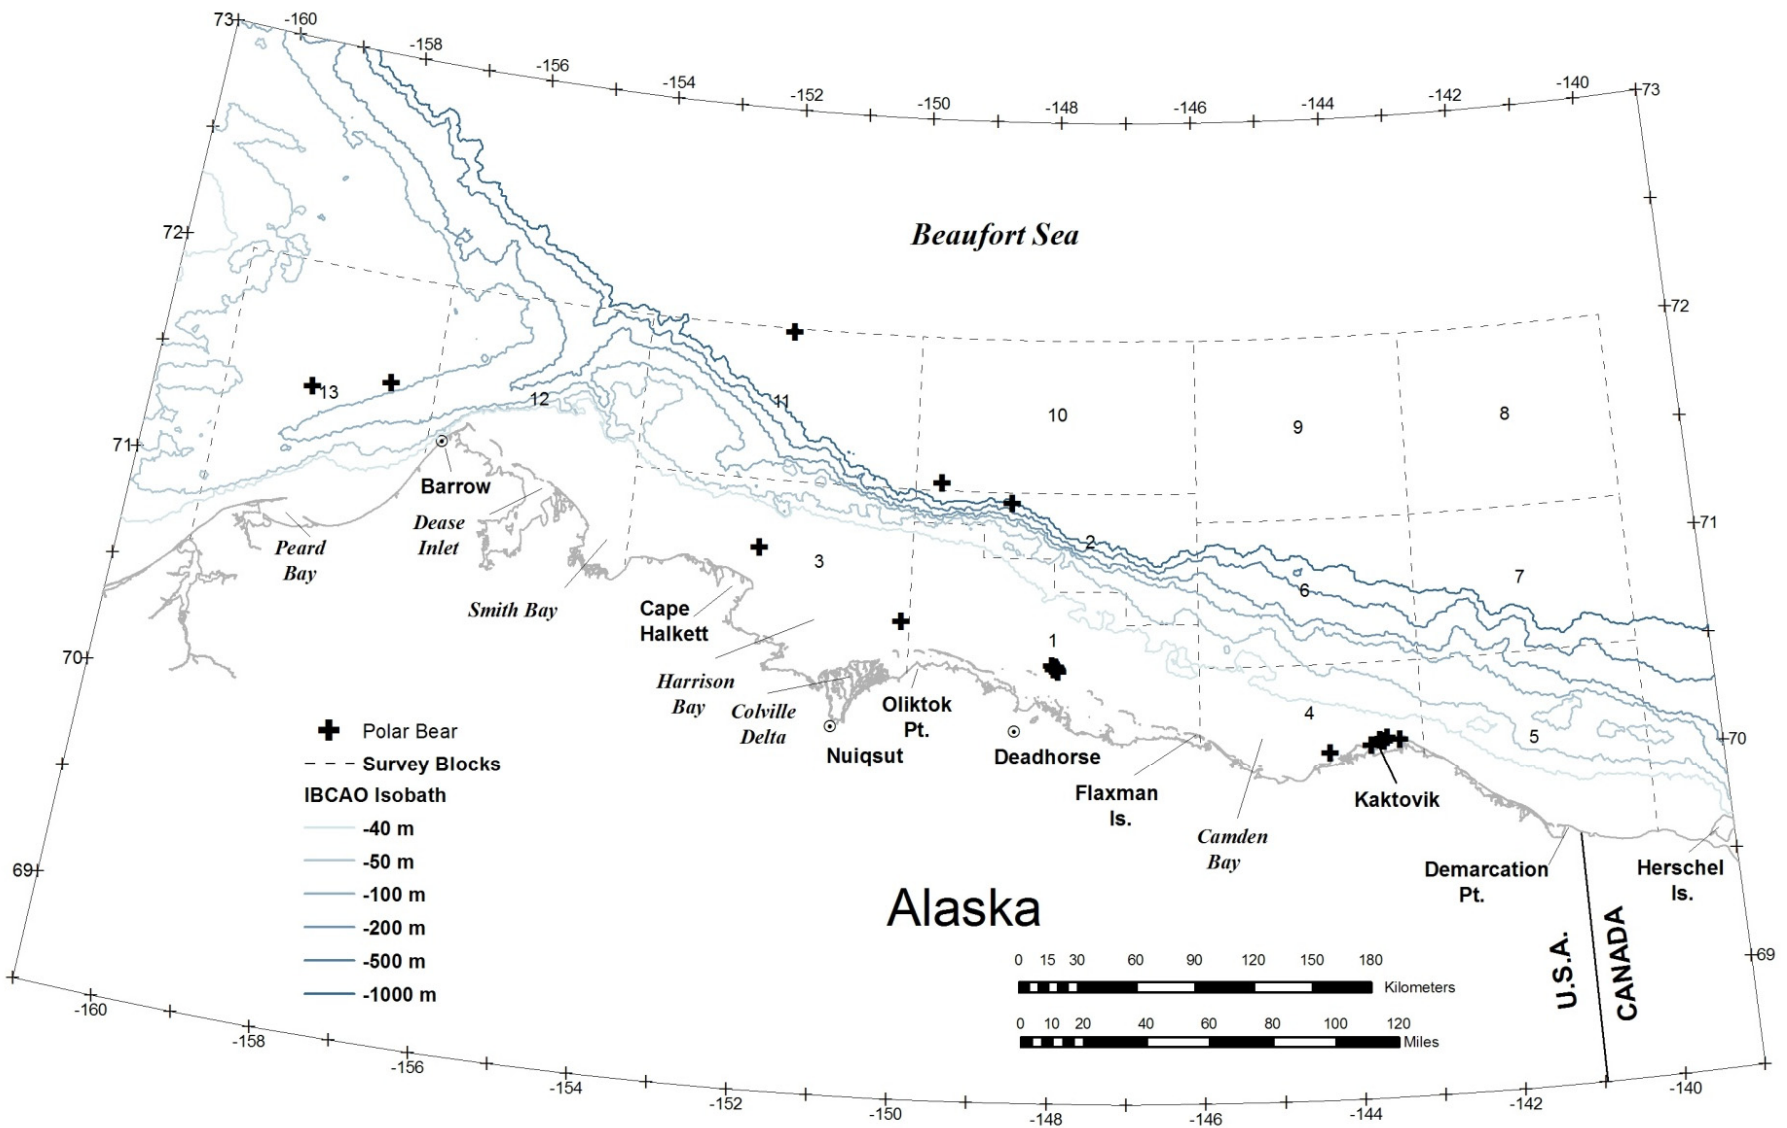 73
-160
-158
-156
-154
-152
-150
-148
-146
-144
-142
-140
73
72
72
71
71
70
70
69
69
Beaufort Sea
13
12
11
10
9
8
7
6
5
4
3
2
1
Barrow
Dease
Inlet
Peard
Bay
Smith Bay
Cape
Halkett
Harrison
Bay
Colville
Delta
Nuiqsut
Oliktok
Pt.
Deadhorse
Flaxman
Is.
Camden
Bay
Kaktovik
Demarcation
Pt.
Herschel
Is.
Alaska
U.S.A.
CANADA
Polar Bear
Survey Blocks
IBCAO Isobath
-40 m
-50 m
-100 m
-200 m
-500 m
-1000 m
0 15 30 60 90 120 150 180
Kilometers
0 10 20 40 60 80 100 120
Miles
-160
-158
-156
-154
-152
-150
-148
-146
-144
-142
-140